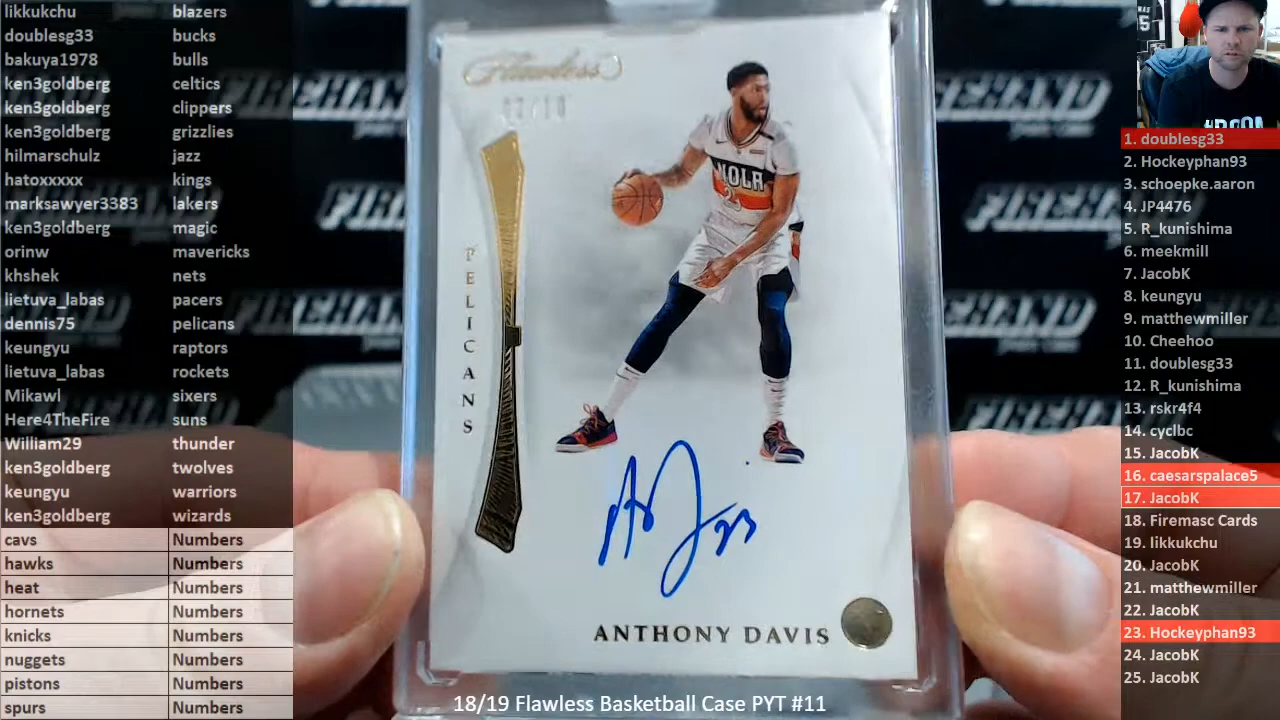 likkukchu blazers
doublesg33 bucks
bakuya1978 bulls
ken3goldberg celtics
ken3goldberg clippers
ken3goldberg grizzlies
hilmarschulz jazz
hatoxxxxx kings
marksawyer3383 lakers
ken3goldberg magic
orinw mavericks
khshek nets
lietuva_labas pacers
dennis75 pelicans
keungyu raptors
lietuva_labas rockets
Mikawl sixers
Here4TheFire suns
William29 thunder
ken3goldberg twolves
keungyu warriors
ken3goldberg wizards
cavs Numbers
hawks Numbers
heat Numbers
hornets Numbers
knicks Numbers
nuggets Numbers
pistons Numbers
spurs Numbers
Flawless
PELICANS
NOLA
23
ANTHONY DAVIS
18/19 Flawless Basketball Case PYT #11
FIREHAND
1. doublesg33
2. Hockeyphan93
3. schoepke.aaron
4. JP4476
5. R_kunishima
6. meekmill
7. JacobK
8. keungyu
9. matthewmiller
10. Cheehoo
11. doublesg33
12. R_kunishima
13. rskr4f4
14. cyclbc
15. JacobK
16. caesarspalace5
17. JacobK
18. Firemasc Cards
19. likkukchu
20. JacobK
21. matthewmiller
22. JacobK
23. Hockeyphan93
24. JacobK
25. JacobK